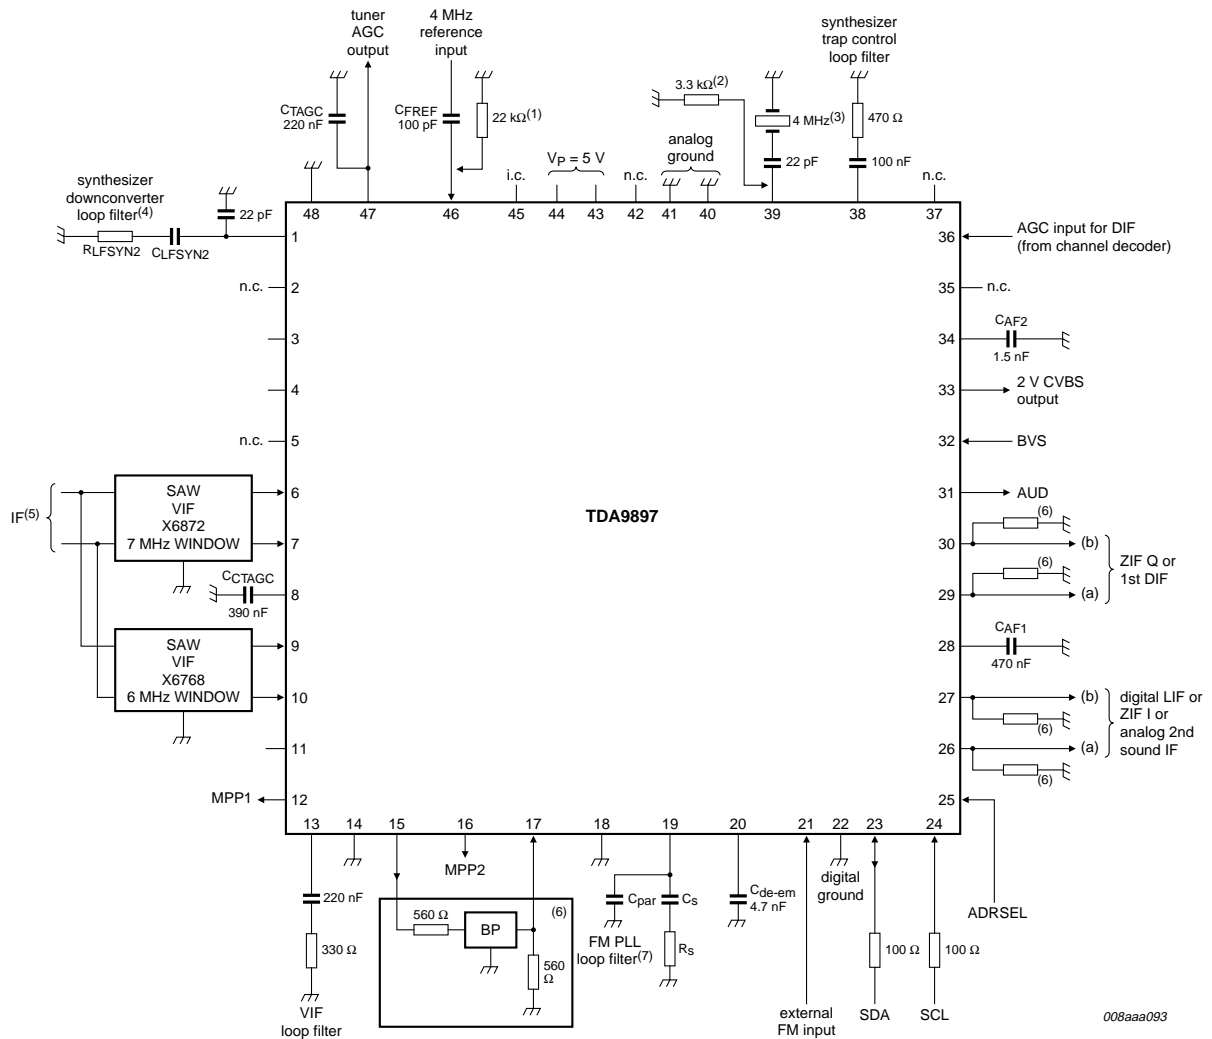 tuner
AGC
output
4 MHz
reference
input
synthesizer
trap control
loop filter
CTAGC
220 nF
CFREF
100 pF
22 kΩ(1)
3.3 kΩ(2)
4 MHz(3)
22 pF
470 Ω
100 nF
analog
ground
VP = 5 V
i.c.
n.c.
n.c.
synthesizer
downconverter
loop filter(4)
22 pF
RLFSYN2
CLFSYN2
48
47
46
45
44
43
42
41
40
39
38
37
1
n.c.
2
3
4
n.c.
5
6
7
8
9
10
11
MPP1
12
IF(5)
SAW
VIF
X6872
7 MHz WINDOW
CCTAGC
390 nF
SAW
VIF
X6768
6 MHz WINDOW
TDA9897
36
AGC input for DIF
(from channel decoder)
35
n.c.
34
CAF2
1.5 nF
33
2 V CVBS
output
32
BVS
31
AUD
(6)
30
(b)
(6)
29
(a)
ZIF Q or
1st DIF
28
CAF1
470 nF
27
(b)
(6)
26
(a)
(6)
digital LIF or
ZIF I or
analog 2nd
sound IF
25
13
14
15
16
17
18
19
20
21
22
23
24
220 nF
330 Ω
VIF
loop filter
MPP2
560 Ω
BP
(6)
560
Ω
Cpar
Cs
FM PLL
loop filter(7)
Rs
Cde-em
4.7 nF
digital
ground
ADRSEL
100 Ω
100 Ω
external
FM input
SDA
SCL
008aaa093